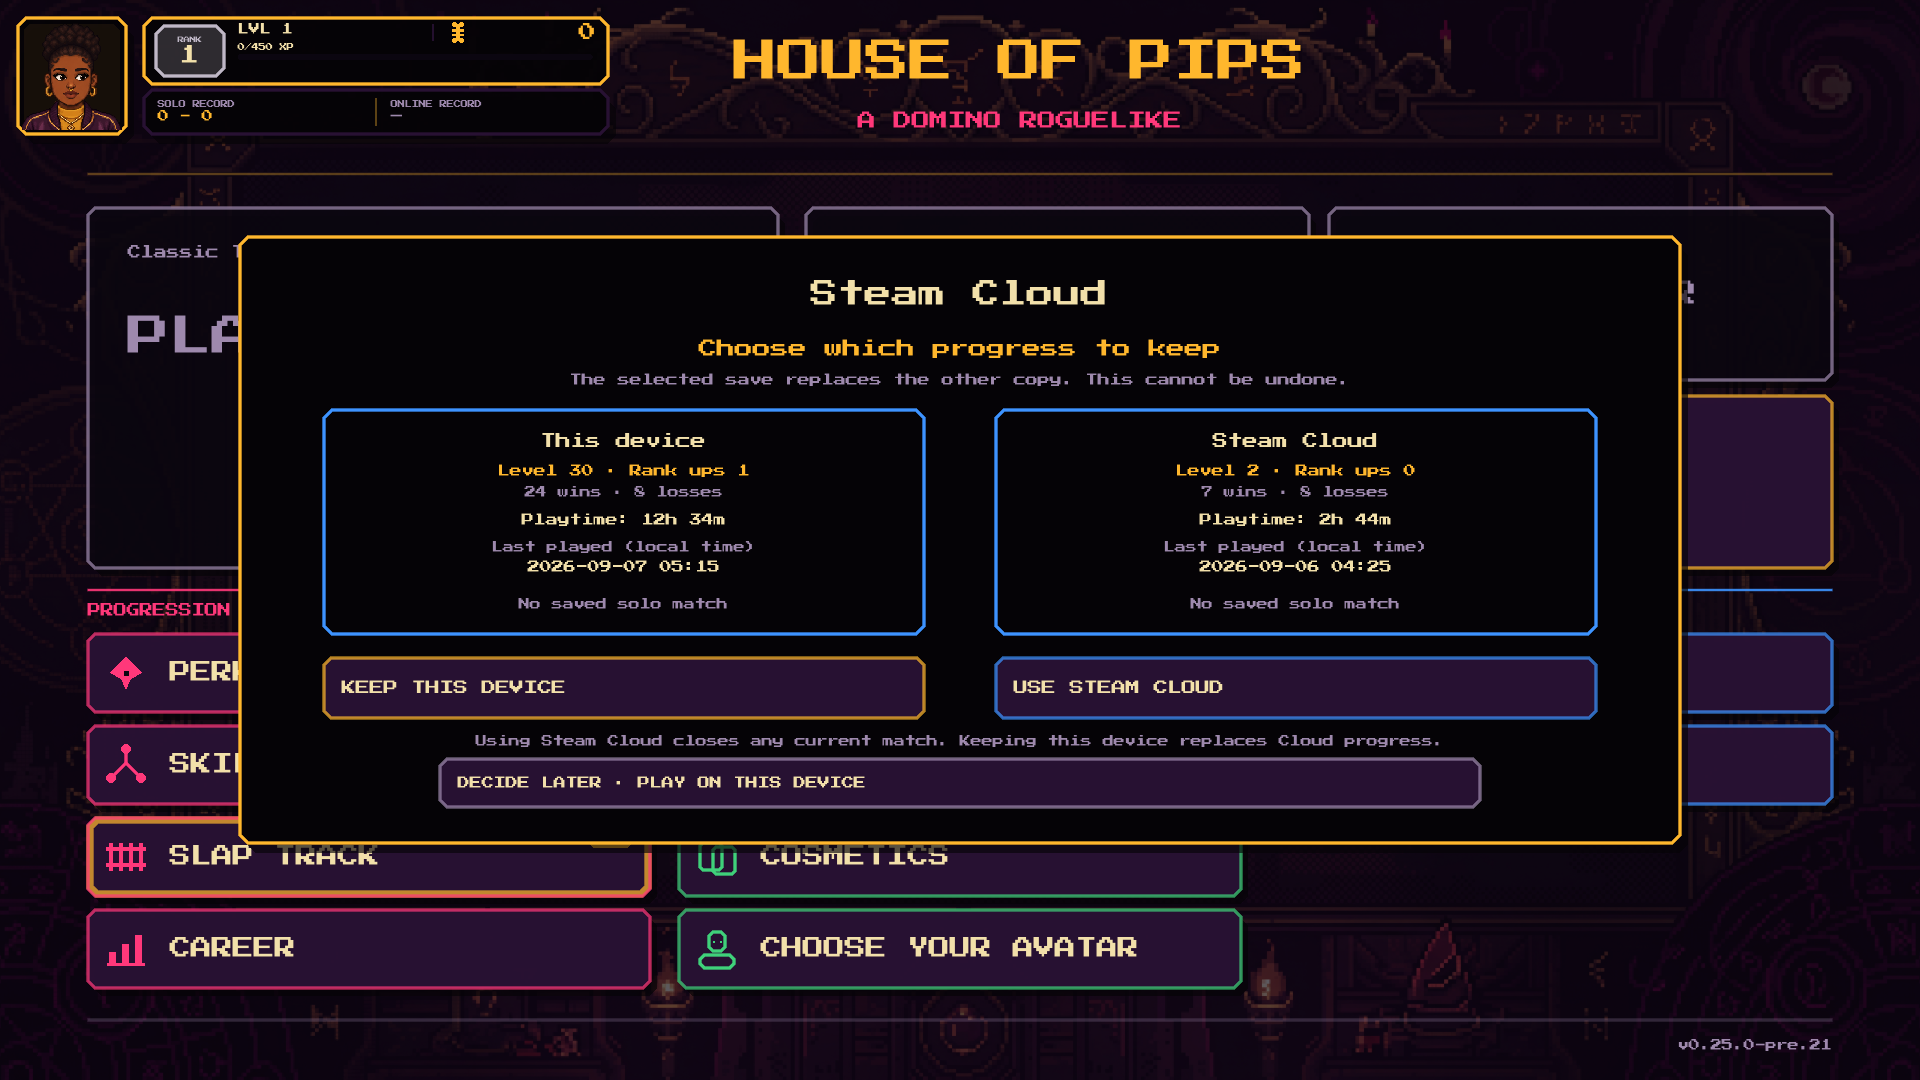 RANK
1
LVL 1
0/450 XP
0
SOLO RECORD
0 - 0
ONLINE RECORD
—
HOUSE OF PIPS
A DOMINO ROGUELIKE
Classic
Steam Cloud
Choose which progress to keep
The selected save replaces the other copy. This cannot be undone.
This device
Level 30 · Rank ups 1
24 wins · 8 losses
Playtime: 12h 34m
Last played (local time)
2026-09-07 05:15
No saved solo match
Steam Cloud
Level 2 · Rank ups 0
7 wins · 8 losses
Playtime: 2h 44m
Last played (local time)
2026-09-06 04:25
No saved solo match
KEEP THIS DEVICE
USE STEAM CLOUD
Using Steam Cloud closes any current match. Keeping this device replaces Cloud progress.
DECIDE LATER · PLAY ON THIS DEVICE
PROGRESSION
SLAP TRACK
COSMETICS
CAREER
CHOOSE YOUR AVATAR
v0.25.0-pre.21